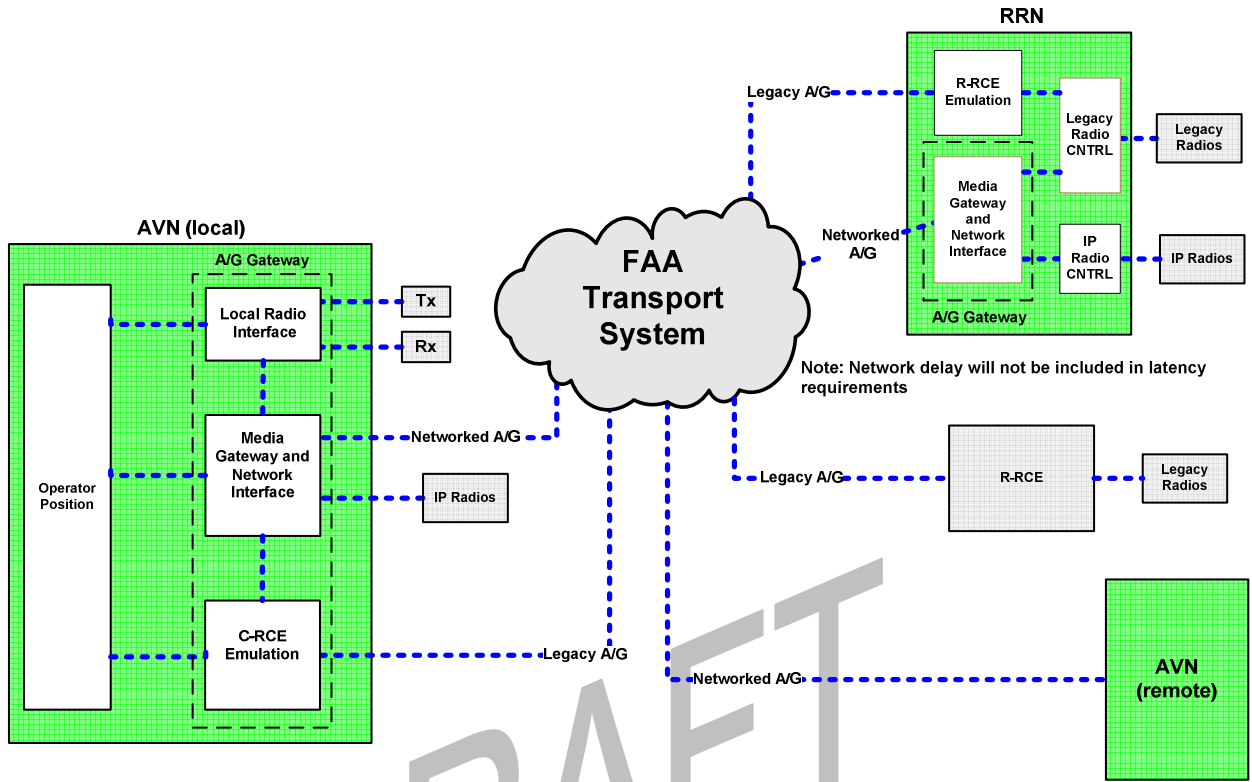 RRN
R-RCE
Emulation
Legacy A/G
Legacy
Radio
CNTRL
Legacy
Radios
Media
Gateway
and
Network
Interface
Networked
A/G
IP
Radio
CNTRL
IP Radios
A/G Gateway
AVN (local)
A/G Gateway
Operator
Position
Local Radio
Interface
Tx
Rx
Media
Gateway and
Network
Interface
Networked A/G
IP Radios
C-RCE
Emulation
Legacy A/G
FAA
Transport
System
Note: Network delay will not be included in latency
requirements
Legacy A/G
R-RCE
Legacy
Radios
Networked A/G
AVN
(remote)
RAFT